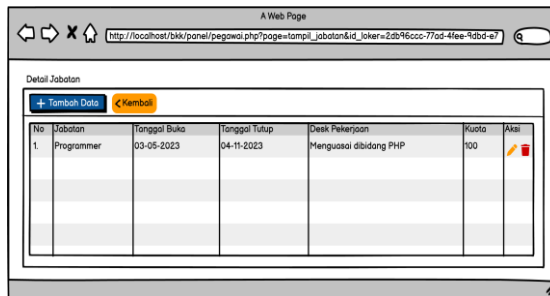 A Web Page
http://localhost/bkk/panel/pegawai.php?page=tampil_jabatan&id_loker=2db96ccc-77ad-4fee-9dbd-e7
Detail Jabatan
+ Tambah Data < Kembali
No Jabatan Tanggal Buka Tanggal Tutup Desk Pekerjaan Kuota Aksi
1. Programmer 03-05-2023 04-11-2023 Menguasai dibidang PHP 100